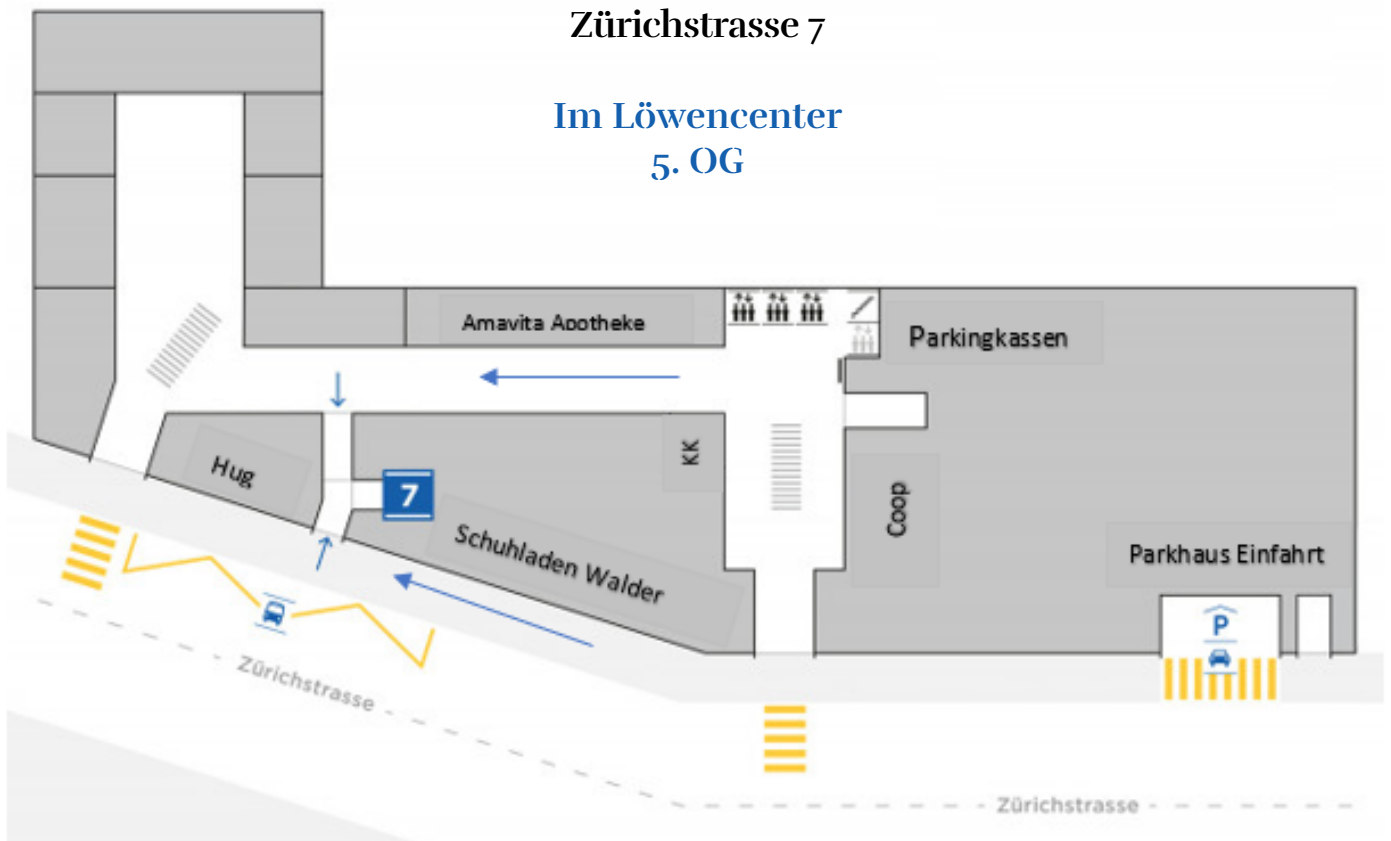 Zürichstrasse 7
Im Löwencenter
5. OG
Amavita Apotheke
Parkingkassen
KK
Hug
7
Coop
Schuhladen Walder
Parkhaus Einfahrt
P
Zürichstrasse
Zürichstrasse